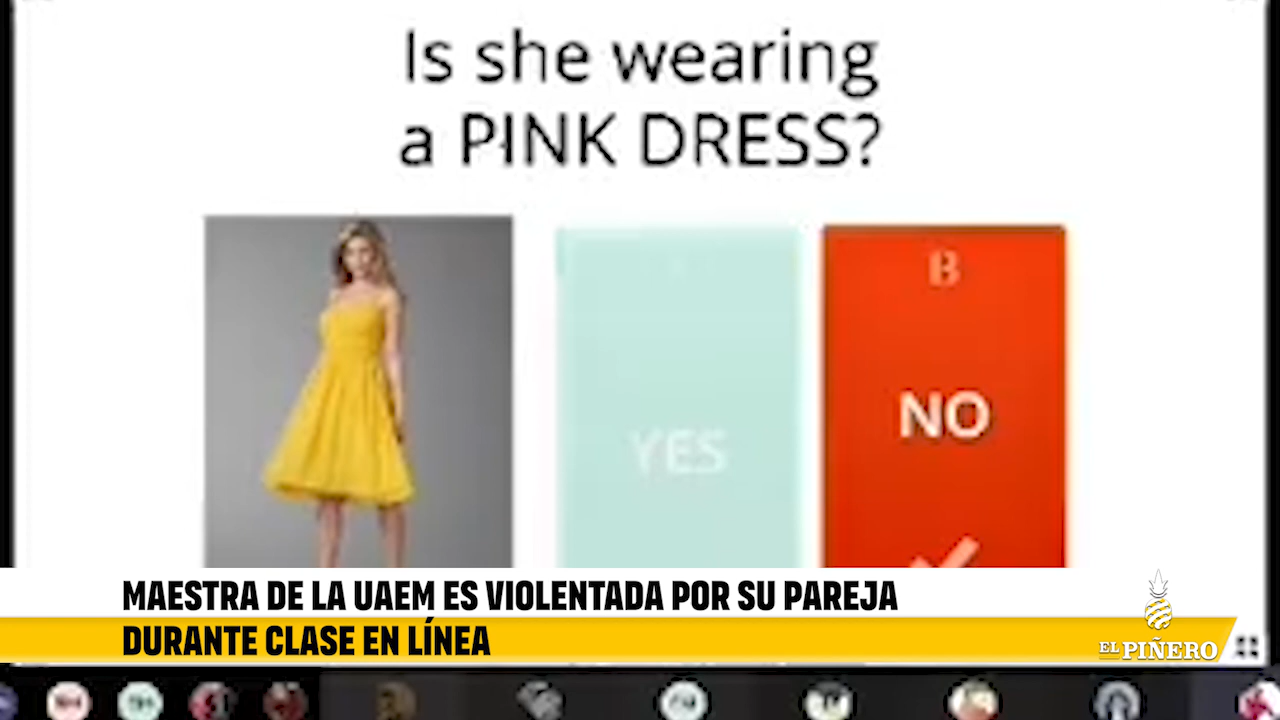 Is she wearing
a PINK DRESS?
B
YES
NO
MAESTRA DE LA UAEM ES VIOLENTADA POR SU PAREJA
DURANTE CLASE EN LÍNEA
EL PIÑERO